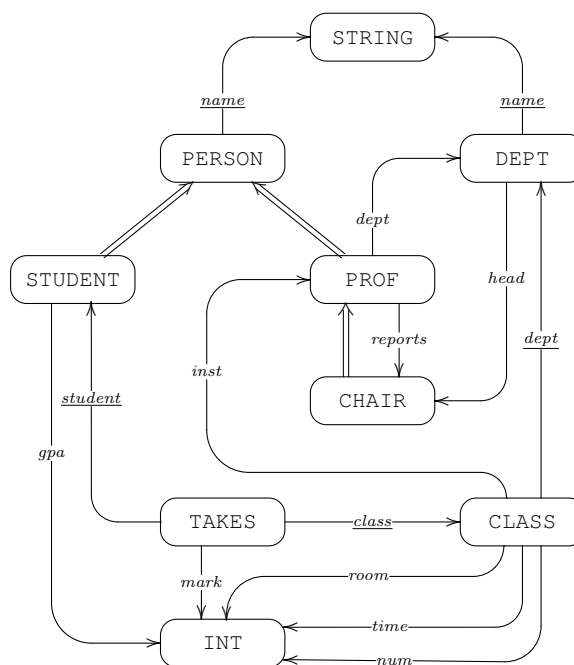 STRING
name name
PERSON DEPT
dept
STUDENT PROF head
reports dept
inst
CHAIR
student
gpa
TAKES class CLASS
mark room
time
INT
num